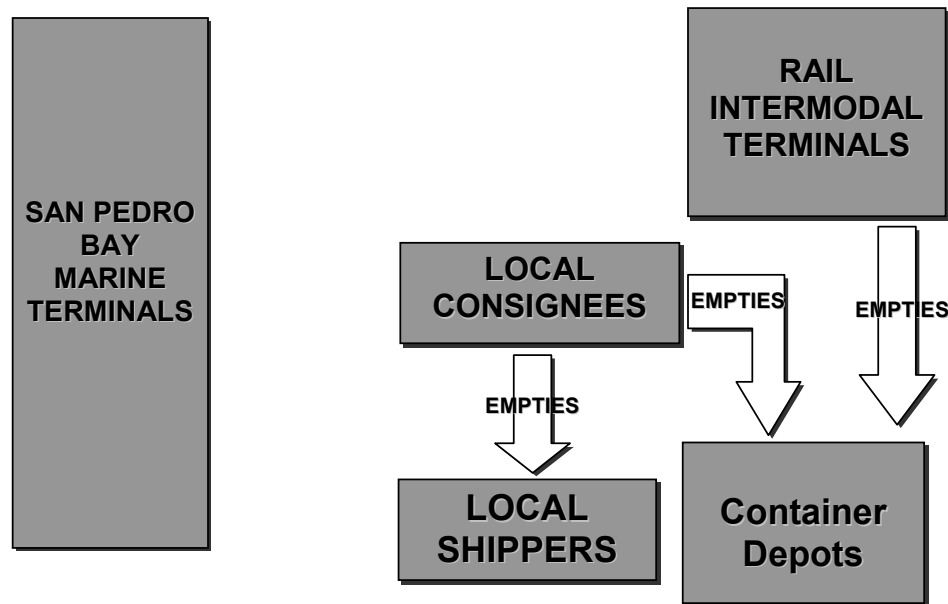 SAN PEDRO
BAY
MARINE
TERMINALS
RAIL
INTERMODAL
TERMINALS
LOCAL
CONSIGNEES
EMPTIES
EMPTIES
EMPTIES
LOCAL
SHIPPERS
Container
Depots